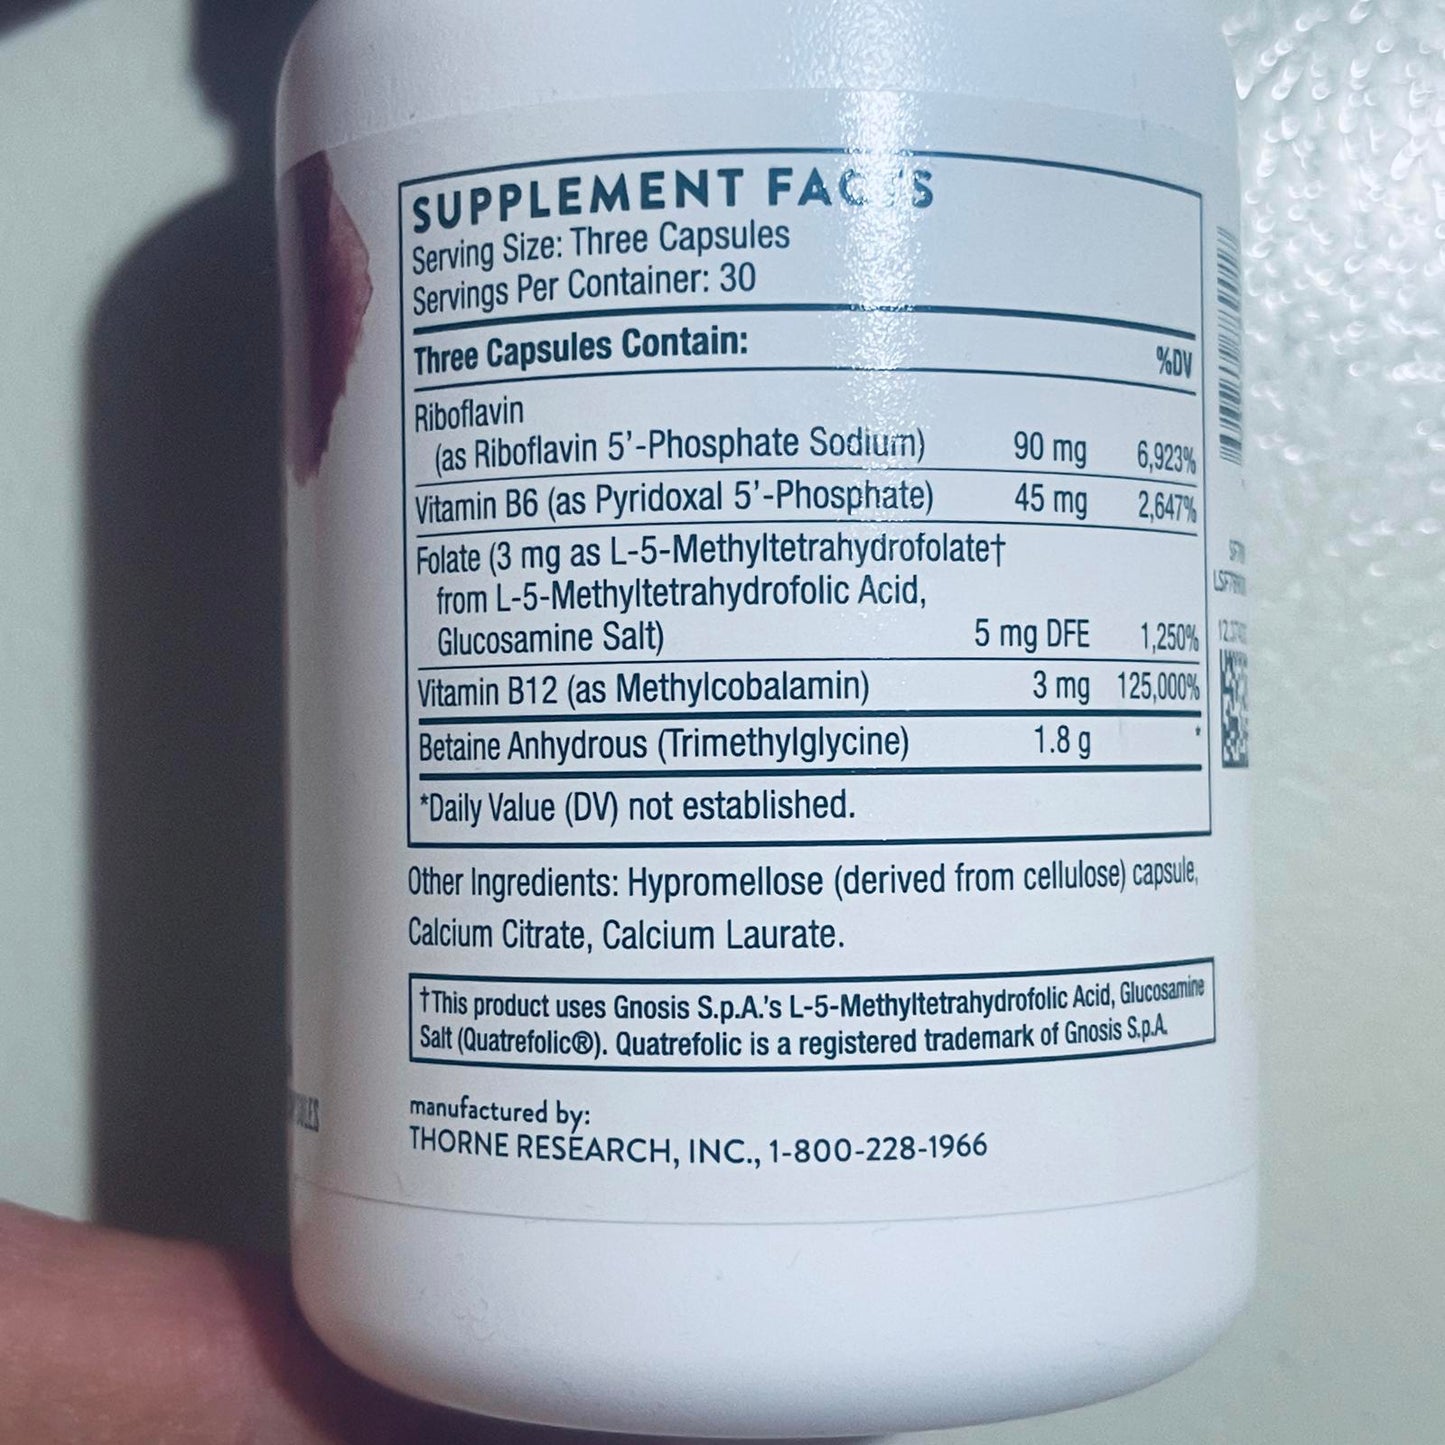 SUPPLEMENT FACTS
Serving Size: Three Capsules
Servings Per Container: 30
Three Capsules Contain: %DV
Riboflavin
(as Riboflavin 5'-Phosphate Sodium) 90 mg 6,923%
Vitamin B6 (as Pyridoxal 5'-Phosphate) 45 mg 2,647%
Folate (3 mg as L-5-Methyltetrahydrofolate†
from L-5-Methyltetrahydrofolic Acid,
Glucosamine Salt) 5 mg DFE 1,250%
Vitamin B12 (as Methylcobalamin) 3 mg 125,000%
Betaine Anhydrous (Trimethylglycine) 1.8 g *
*Daily Value (DV) not established.
Other Ingredients: Hypromellose (derived from cellulose) capsule,
Calcium Citrate, Calcium Laurate.
†This product uses Gnosis S.p.A.'s L-5-Methyltetrahydrofolic Acid, Glucosamine
Salt (Quatrefolic®). Quatrefolic is a registered trademark of Gnosis S.p.A.
manufactured by:
THORNE RESEARCH, INC., 1-800-228-1966